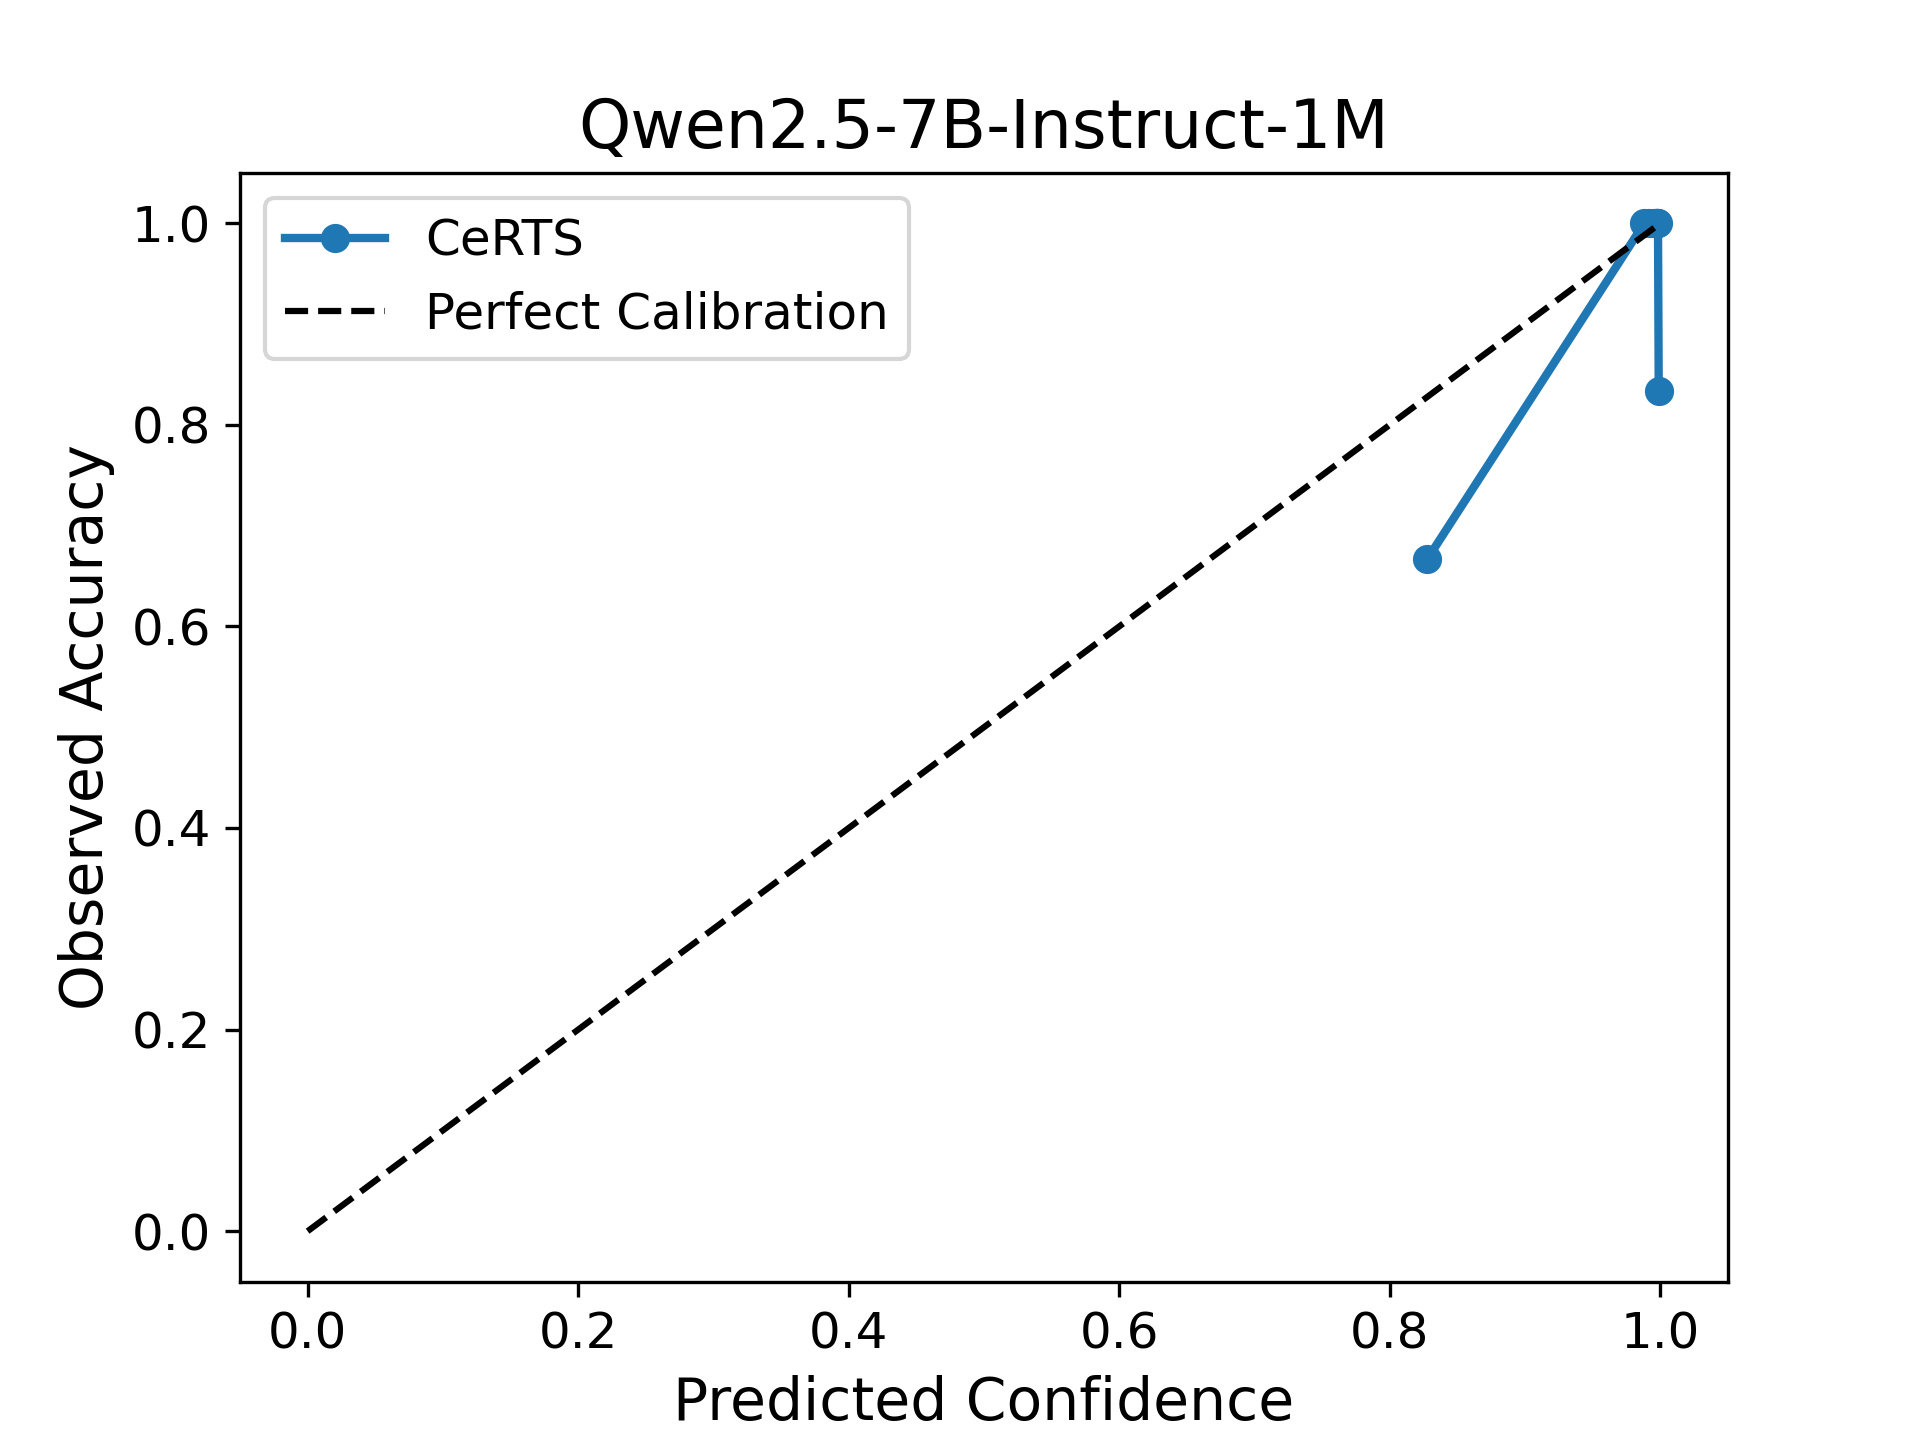 Qwen2.5-7B-Instruct-1M
CeRTS
Perfect Calibration
1.0
0.8
0.6
0.4
0.2
0.0
Observed Accuracy
0.0 0.2 0.4 0.6 0.8 1.0
Predicted Confidence